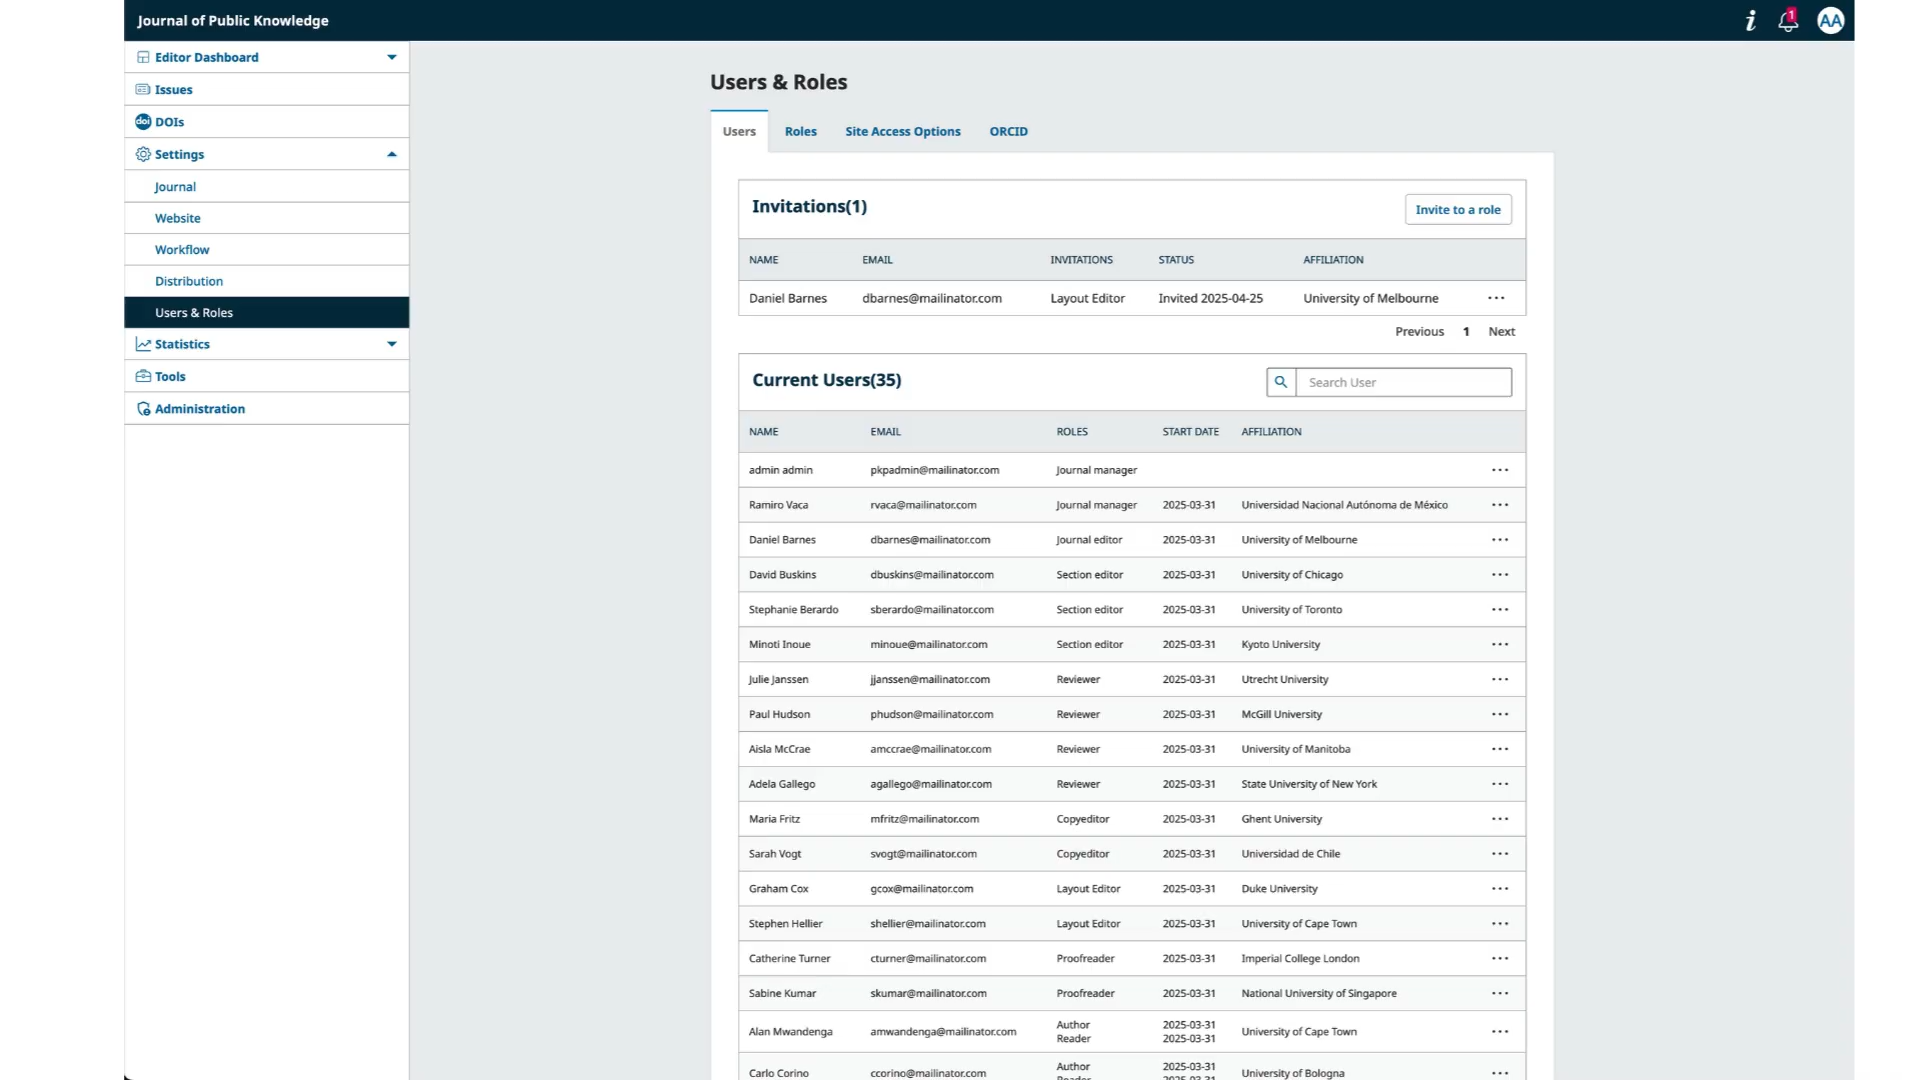 Journal of Public Knowledge
i
1
AA
Editor Dashboard
Issues
doi DOIs
Settings
Journal
Website
Workflow
Distribution
Users & Roles
Statistics
Tools
Administration
Users & Roles
Users Roles Site Access Options ORCID
Invitations(1)
Invite to a role
NAME EMAIL INVITATIONS STATUS AFFILIATION
Daniel Barnes dbarnes@mailinator.com Layout Editor Invited 2025-04-25 University of Melbourne ...
Previous 1 Next
Current Users(35)
Search User
NAME EMAIL ROLES START DATE AFFILIATION
admin admin pkpadmin@mailinator.com Journal manager ...
Ramiro Vaca rvaca@mailinator.com Journal manager 2025-03-31 Universidad Nacional Autónoma de México ...
Daniel Barnes dbarnes@mailinator.com Journal editor 2025-03-31 University of Melbourne ...
David Buskins dbuskins@mailinator.com Section editor 2025-03-31 University of Chicago ...
Stephanie Berardo sberardo@mailinator.com Section editor 2025-03-31 University of Toronto ...
Minoti Inoue minoue@mailinator.com Section editor 2025-03-31 Kyoto University ...
Julie Janssen jjanssen@mailinator.com Reviewer 2025-03-31 Utrecht University ...
Paul Hudson phudson@mailinator.com Reviewer 2025-03-31 McGill University ...
Aisla McCrae amccrae@mailinator.com Reviewer 2025-03-31 University of Manitoba ...
Adela Gallego agallego@mailinator.com Reviewer 2025-03-31 State University of New York ...
Maria Fritz mfritz@mailinator.com Copyeditor 2025-03-31 Ghent University ...
Sarah Vogt svogt@mailinator.com Copyeditor 2025-03-31 Universidad de Chile ...
Graham Cox gcox@mailinator.com Layout Editor 2025-03-31 Duke University ...
Stephen Hellier shellier@mailinator.com Layout Editor 2025-03-31 University of Cape Town ...
Catherine Turner cturner@mailinator.com Proofreader 2025-03-31 Imperial College London ...
Sabine Kumar skumar@mailinator.com Proofreader 2025-03-31 National University of Singapore ...
Author 2025-03-31
Alan Mwandenga amwandenga@mailinator.com University of Cape Town ...
Reader 2025-03-31
Author 2025-03-31
Carlo Corino ccorino@mailinator.com University of Bologna ...
Reader 2025-03-31